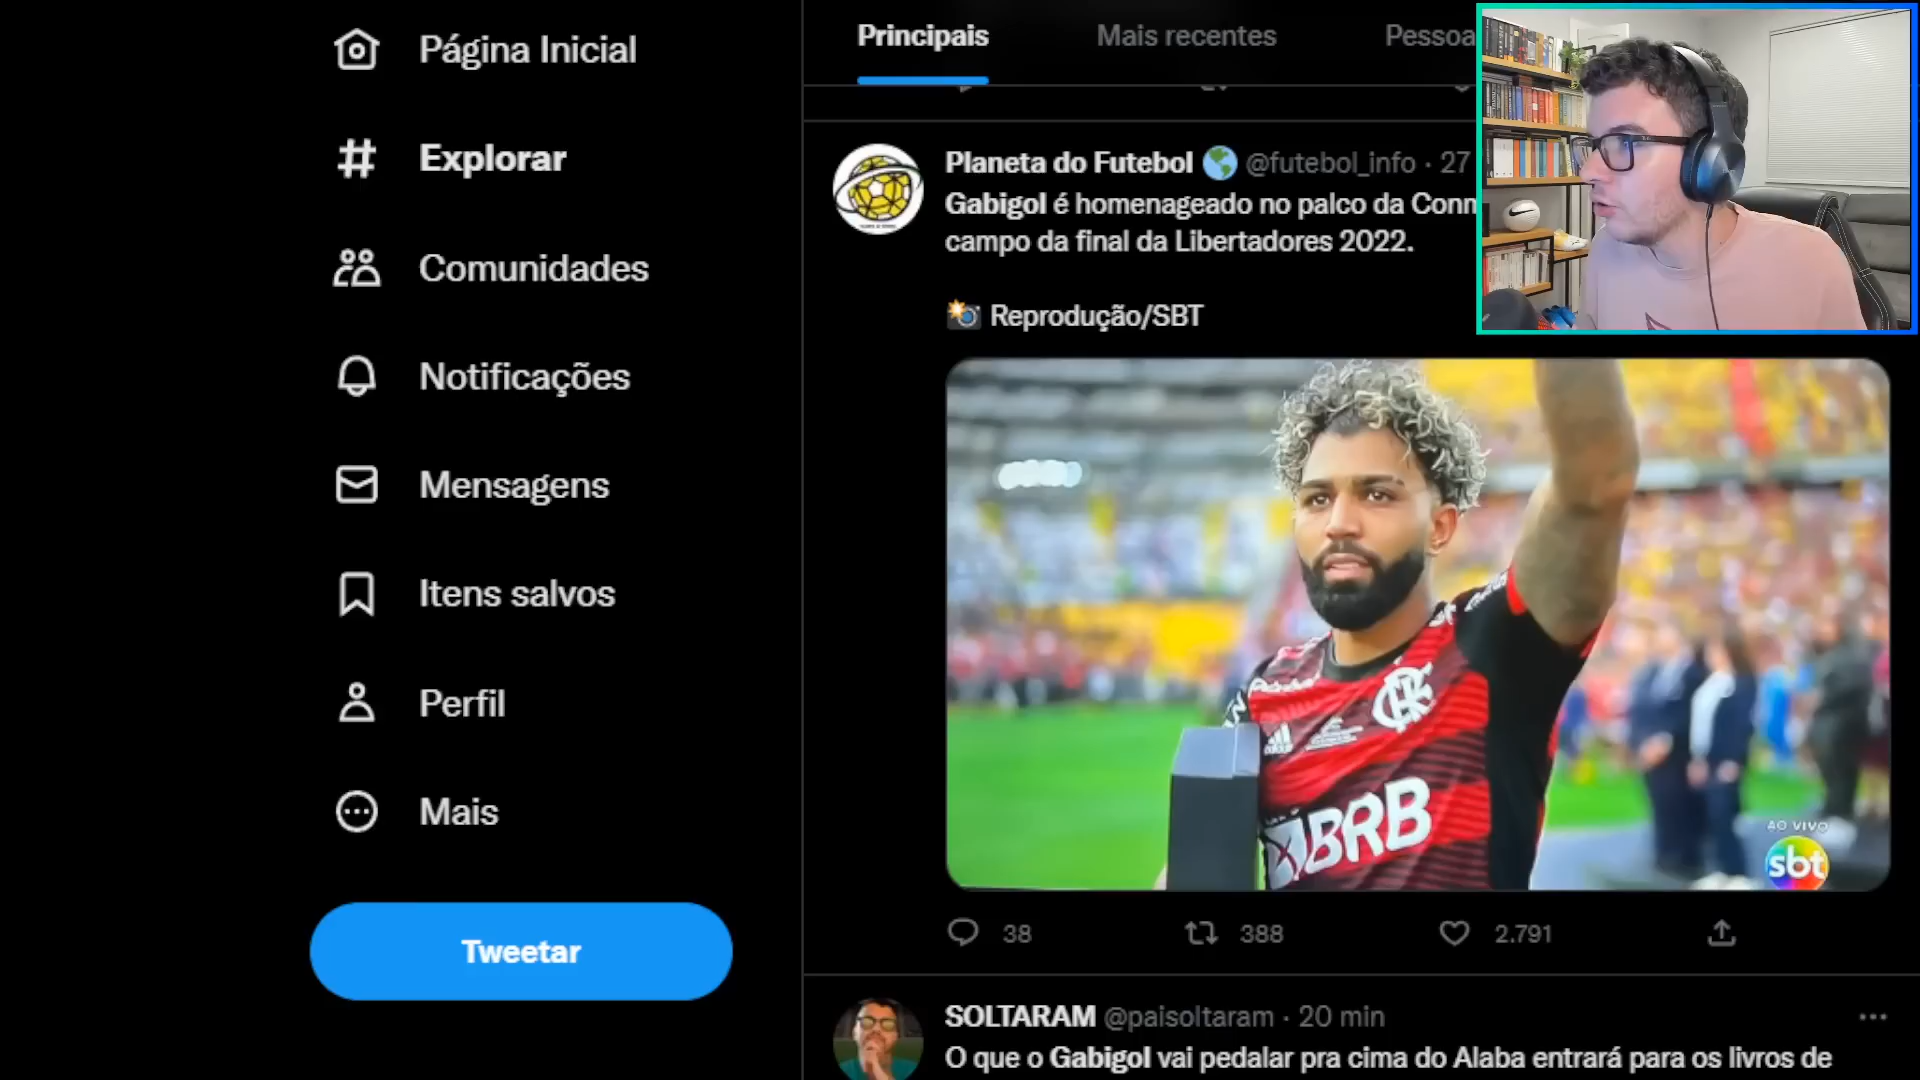 Página Inicial
Explorar
Comunidades
Notificações
Mensagens
Itens salvos
Perfil
Mais
Tweetar
Principais
Mais recentes
Pessoa
Planeta do Futebol @futebol_info · 27
Gabigol é homenageado no palco da Conm
campo da final da Libertadores 2022.
Reprodução/SBT
BRB
AO VIVO
sbt
38
388
2.791
SOLTARAM @paisoltaram · 20 min
O que o Gabigol vai pedalar pra cima do Alaba entrará para os livros de